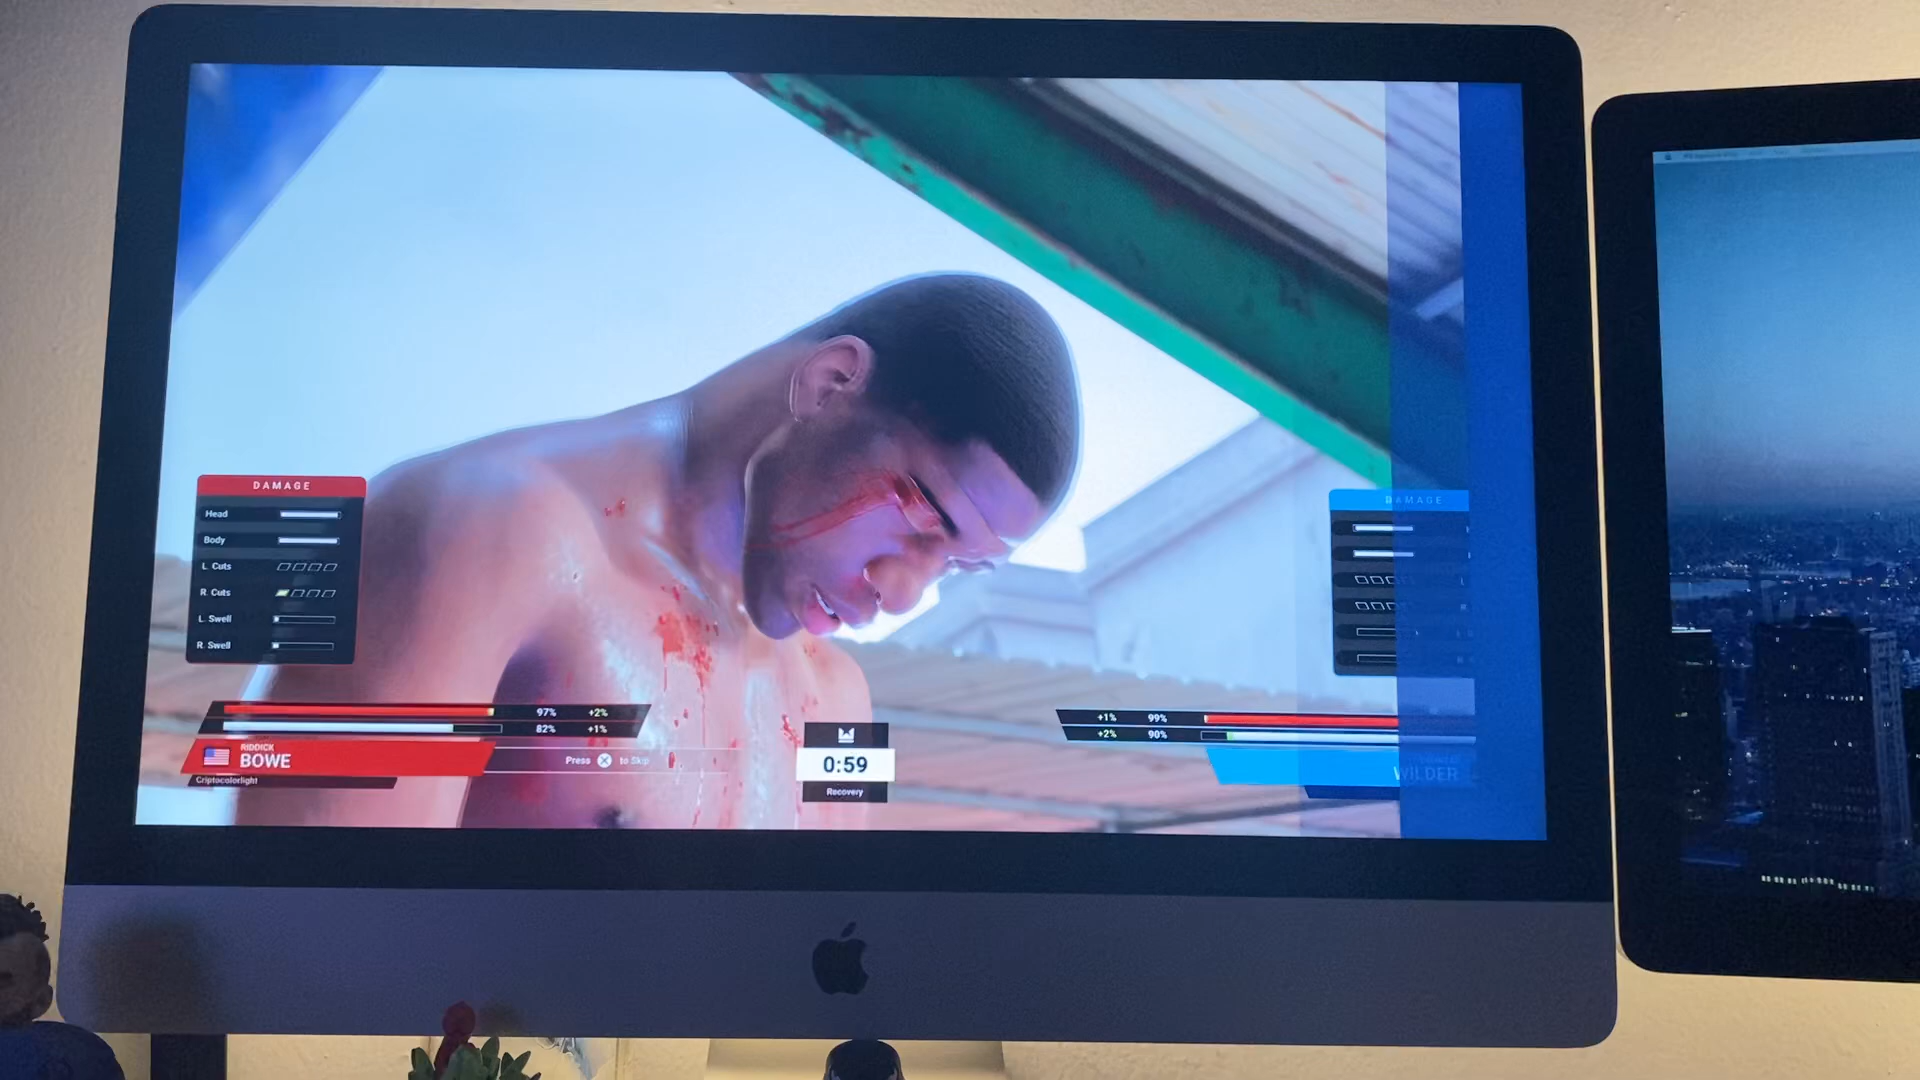 DAMAGE
Head
Body
L. Cuts
R. Cuts
L. Swell
R. Swell
DAMAGE
97% +2%
82% +1%
RIDDICK
BOWE
Criptocolorlight
Press X to Skip
0:59
Recovery
+1% 99%
+2% 90%
WILDER